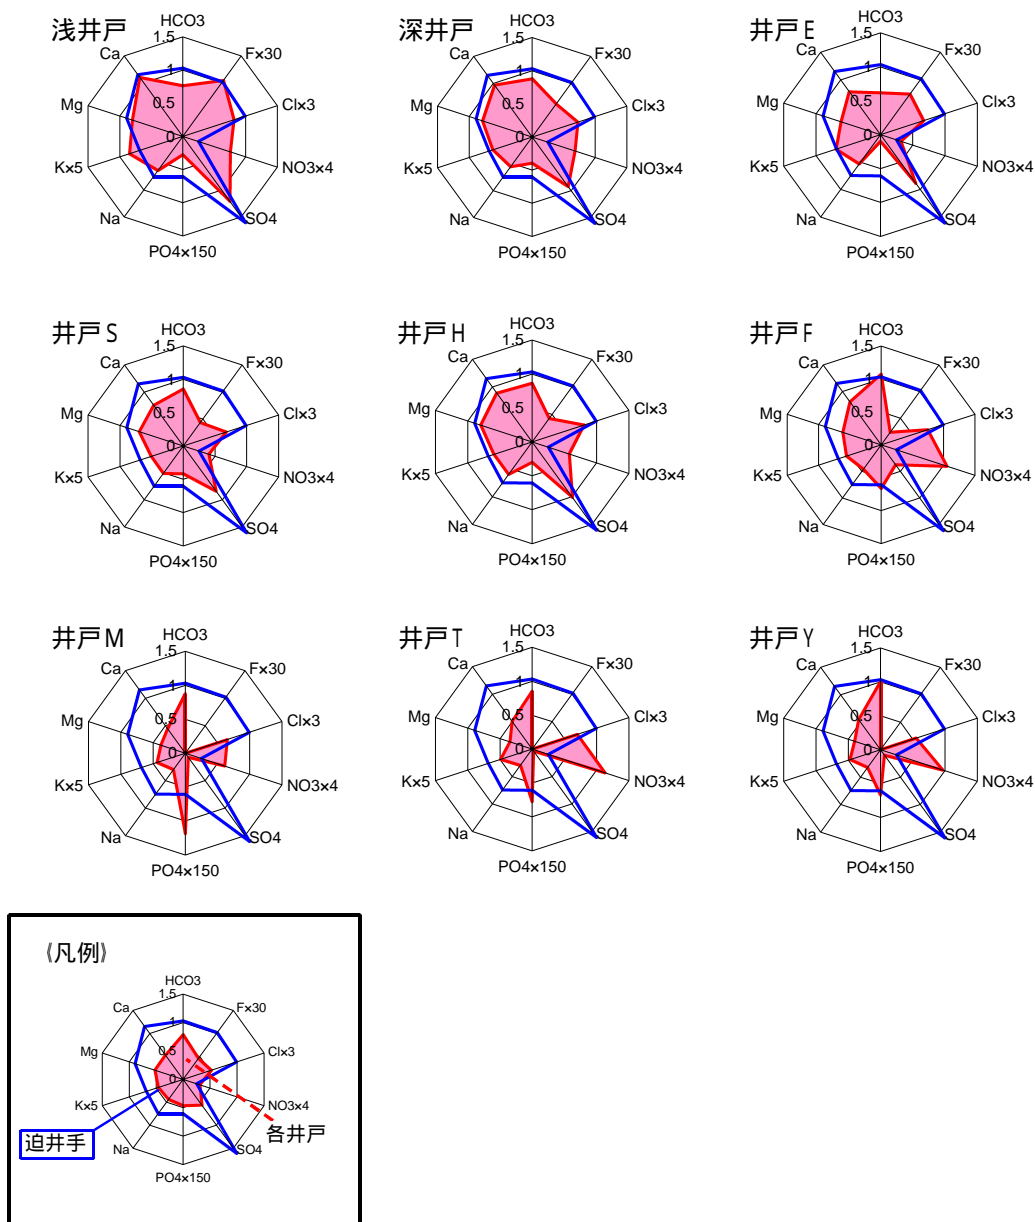 浅井戸
HCO3
F×30
Cl×3
NO3×4
SO4
PO4×150
Na
K×5
Mg
Ca
1.5
1
0.5
0
深井戸
HCO3
F×30
Cl×3
NO3×4
SO4
PO4×150
Na
K×5
Mg
Ca
1.5
1
0.5
0
井戸E
HCO3
F×30
Cl×3
NO3×4
SO4
PO4×150
Na
K×5
Mg
Ca
1.5
1
0.5
0
井戸S
HCO3
F×30
Cl×3
NO3×4
SO4
PO4×150
Na
K×5
Mg
Ca
1.5
1
0.5
0
井戸H
HCO3
F×30
Cl×3
NO3×4
SO4
PO4×150
Na
K×5
Mg
Ca
1.5
1
0.5
0
井戸F
HCO3
F×30
Cl×3
NO3×4
SO4
PO4×150
Na
K×5
Mg
Ca
1.5
1
0.5
0
井戸M
HCO3
F×30
Cl×3
NO3×4
SO4
PO4×150
Na
K×5
Mg
Ca
1.5
1
0.5
0
井戸T
HCO3
F×30
Cl×3
NO3×4
SO4
PO4×150
Na
K×5
Mg
Ca
1.5
1
0.5
0
井戸Y
HCO3
F×30
Cl×3
NO3×4
SO4
PO4×150
Na
K×5
Mg
Ca
1.5
1
0.5
0
《凡例》
HCO3
F×30
Cl×3
NO3×4
SO4
PO4×150
Na
K×5
Mg
Ca
1.5
1
0.5
0
迫井手
各井戸